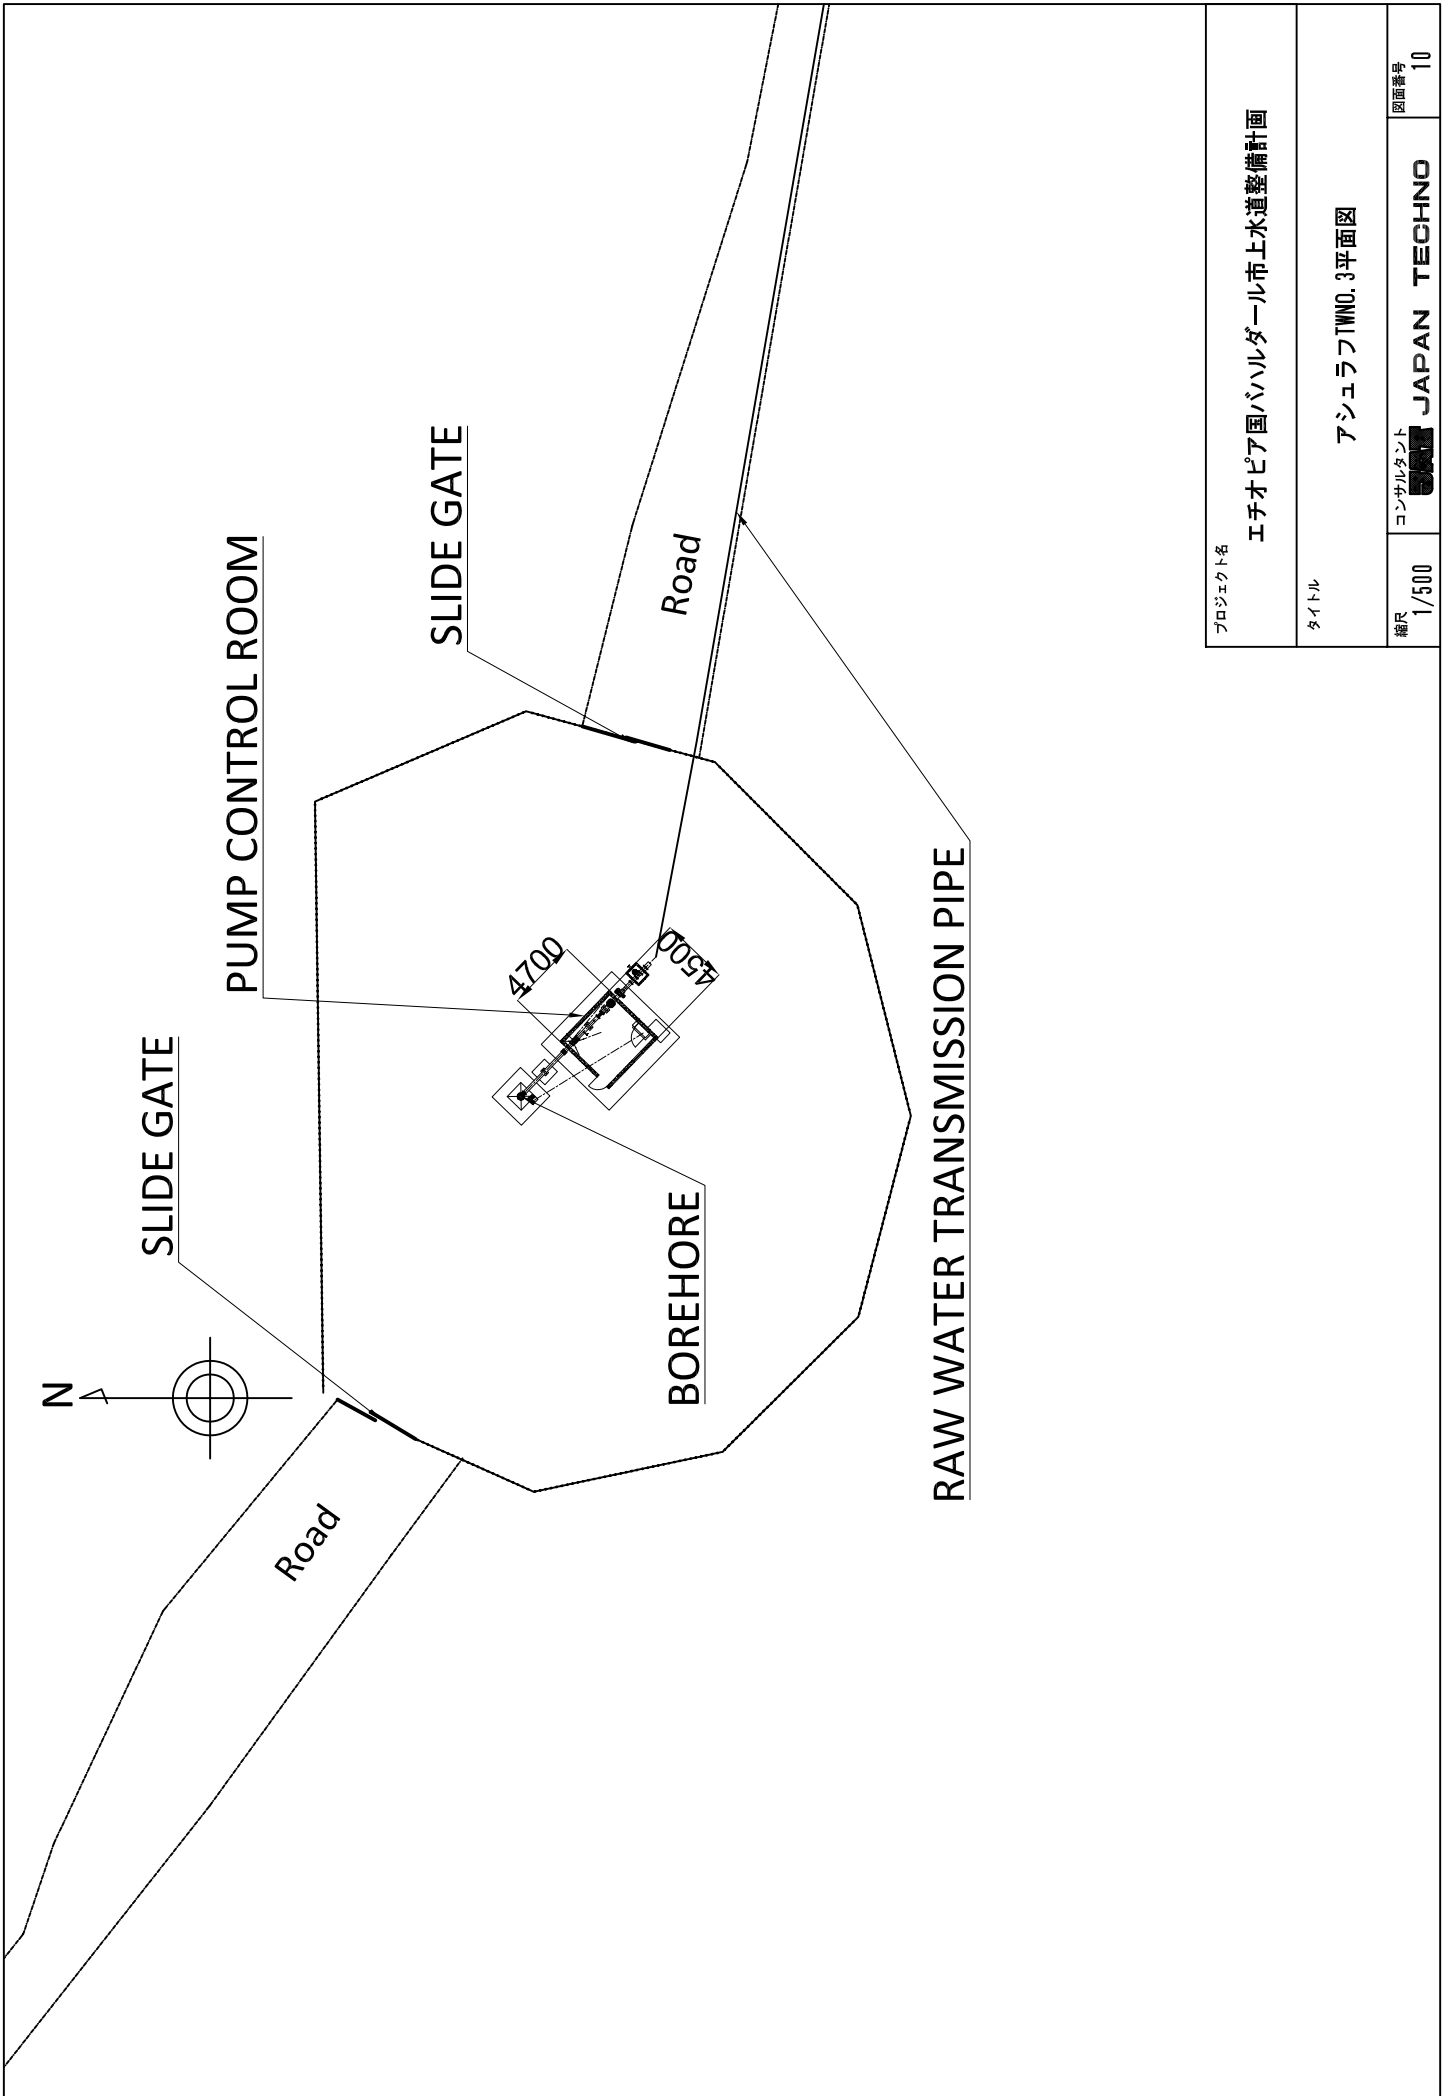 N
SLIDE GATE
PUMP CONTROL ROOM
SLIDE GATE
Road
Road
4700
4500
BOREHORE
RAW WATER TRANSMISSION PIPE
プロジェクト名
エチオピア国バハルダール市上水道整備計画
タイトル
アシュラフTWNO.3平面図
縮尺
1/500
コンサルタント
JAPAN TECHNO
図面番号
10